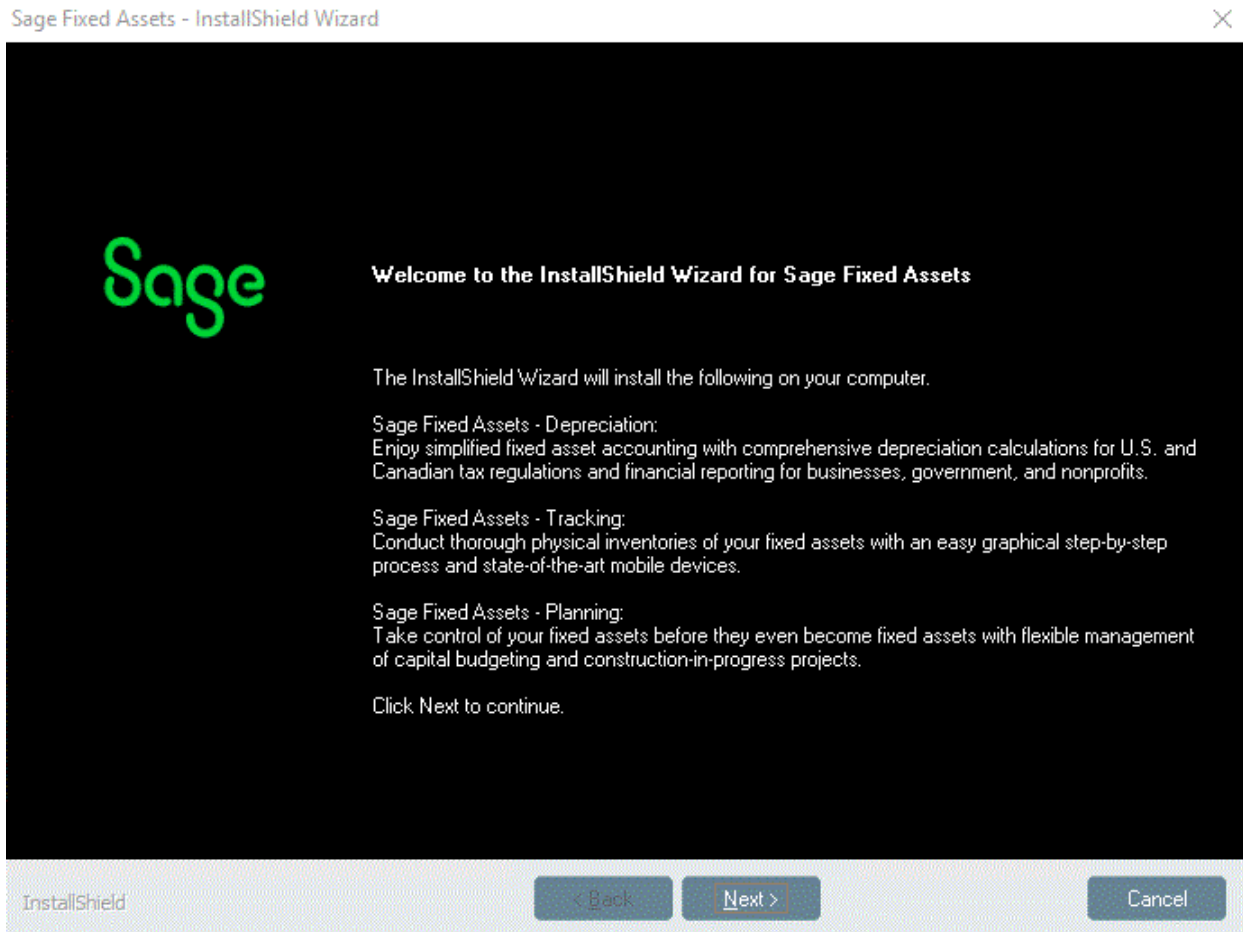 Sage Fixed Assets - InstallShield Wizard
Sage
Welcome to the InstallShield Wizard for Sage Fixed Assets
The InstallShield Wizard will install the following on your computer.
Sage Fixed Assets - Depreciation:
Enjoy simplified fixed asset accounting with comprehensive depreciation calculations for U.S. and
Canadian tax regulations and financial reporting for businesses, government, and nonprofits.
Sage Fixed Assets - Tracking:
Conduct thorough physical inventories of your fixed assets with an easy graphical step-by-step
process and state-of-the-art mobile devices.
Sage Fixed Assets - Planning:
Take control of your fixed assets before they even become fixed assets with flexible management
of capital budgeting and construction-in-progress projects.
Click Next to continue.
InstallShield
< Back
Next >
Cancel